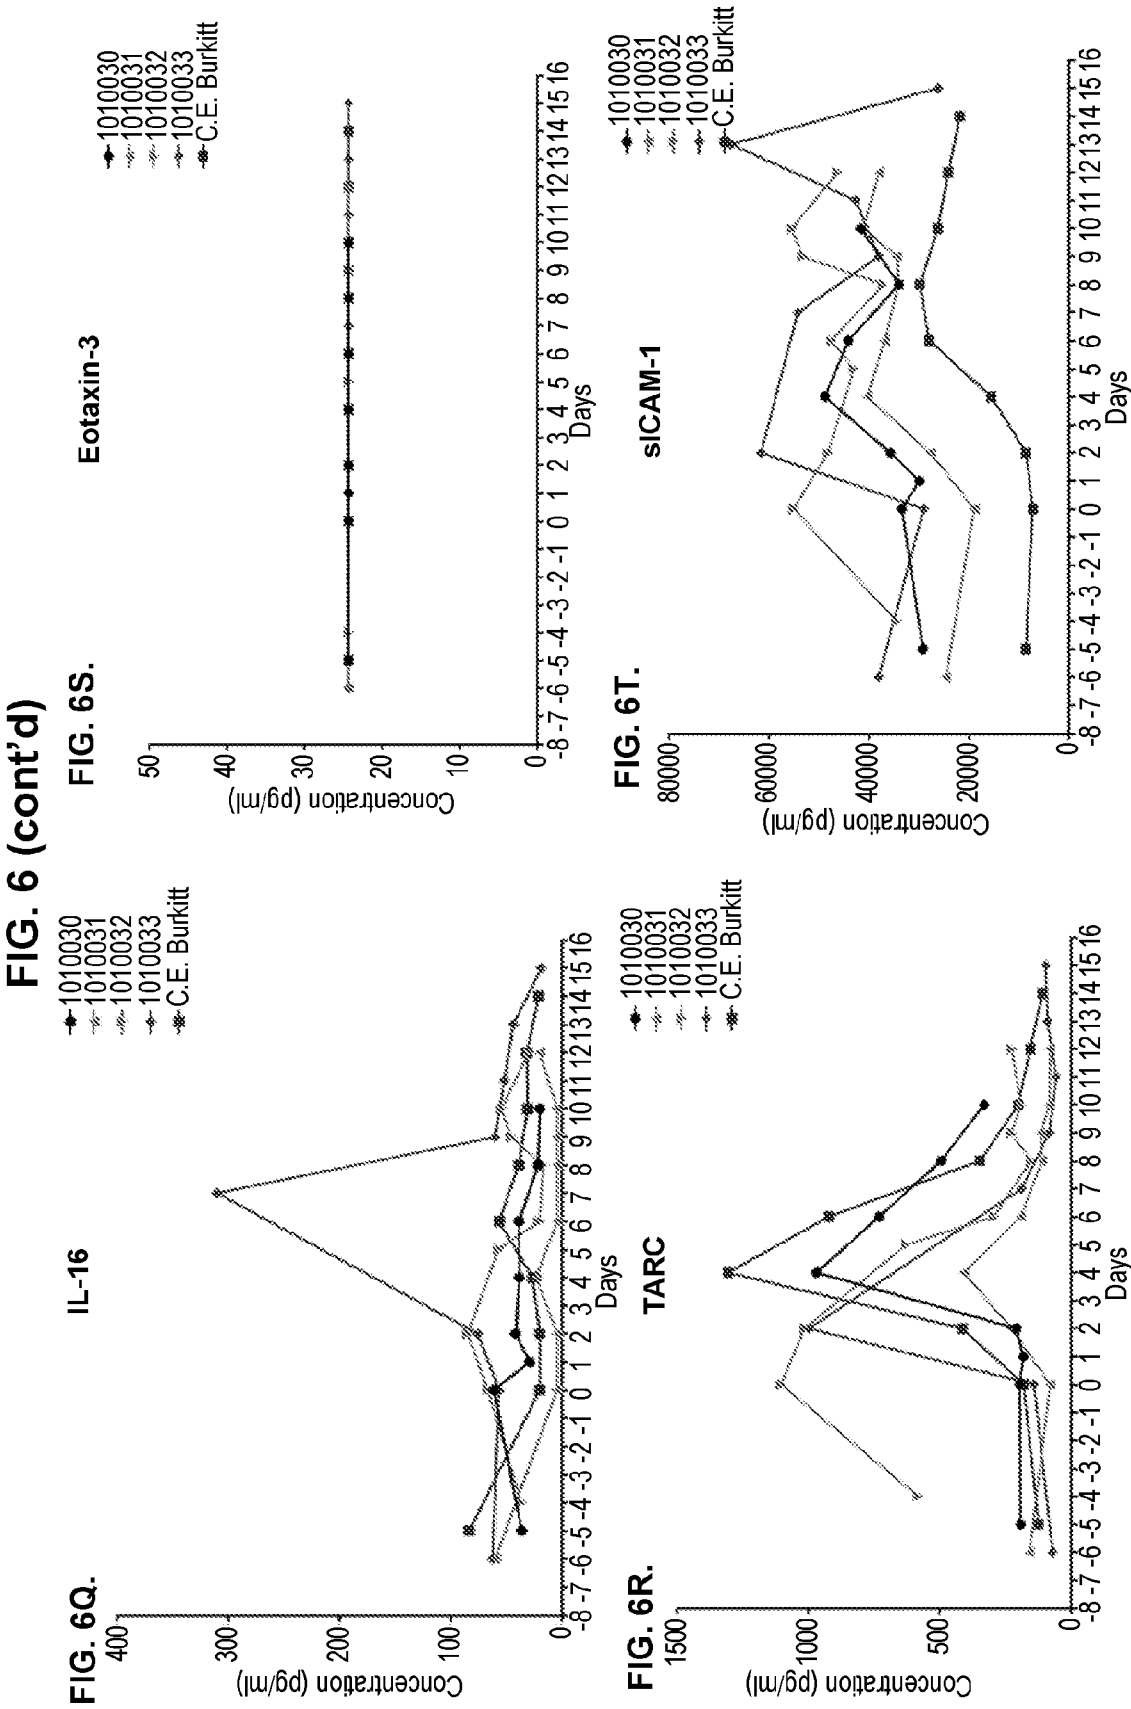 FIG. 6 (cont'd)
FIG. 6Q.
IL-16
1010030
1010031
1010032
1010033
C.E. Burkitt
Concentration (pg/ml)
400
300
200
100
0
-8 -7 -6 -5 -4 -3 -2 -1 0 1 2 3 4 5 6 7 8 9 10 11 12 13 14 15 16
Days
FIG. 6S.
Eotaxin-3
1010030
1010031
1010032
1010033
C.E. Burkitt
Concentration (pg/ml)
50
40
30
20
10
0
-8 -7 -6 -5 -4 -3 -2 -1 0 1 2 3 4 5 6 7 8 9 10 11 12 13 14 15 16
Days
FIG. 6R.
TARC
1010030
1010031
1010032
1010033
C.E. Burkitt
Concentration (pg/ml)
1500
1000
500
0
-8 -7 -6 -5 -4 -3 -2 -1 0 1 2 3 4 5 6 7 8 9 10 11 12 13 14 15 16
Days
FIG. 6T.
sICAM-1
1010030
1010031
1010032
1010033
C.E. Burkitt
Concentration (pg/ml)
80000
60000
40000
20000
0
-8 -7 -6 -5 -4 -3 -2 -1 0 1 2 3 4 5 6 7 8 9 10 11 12 13 14 15 16
Days